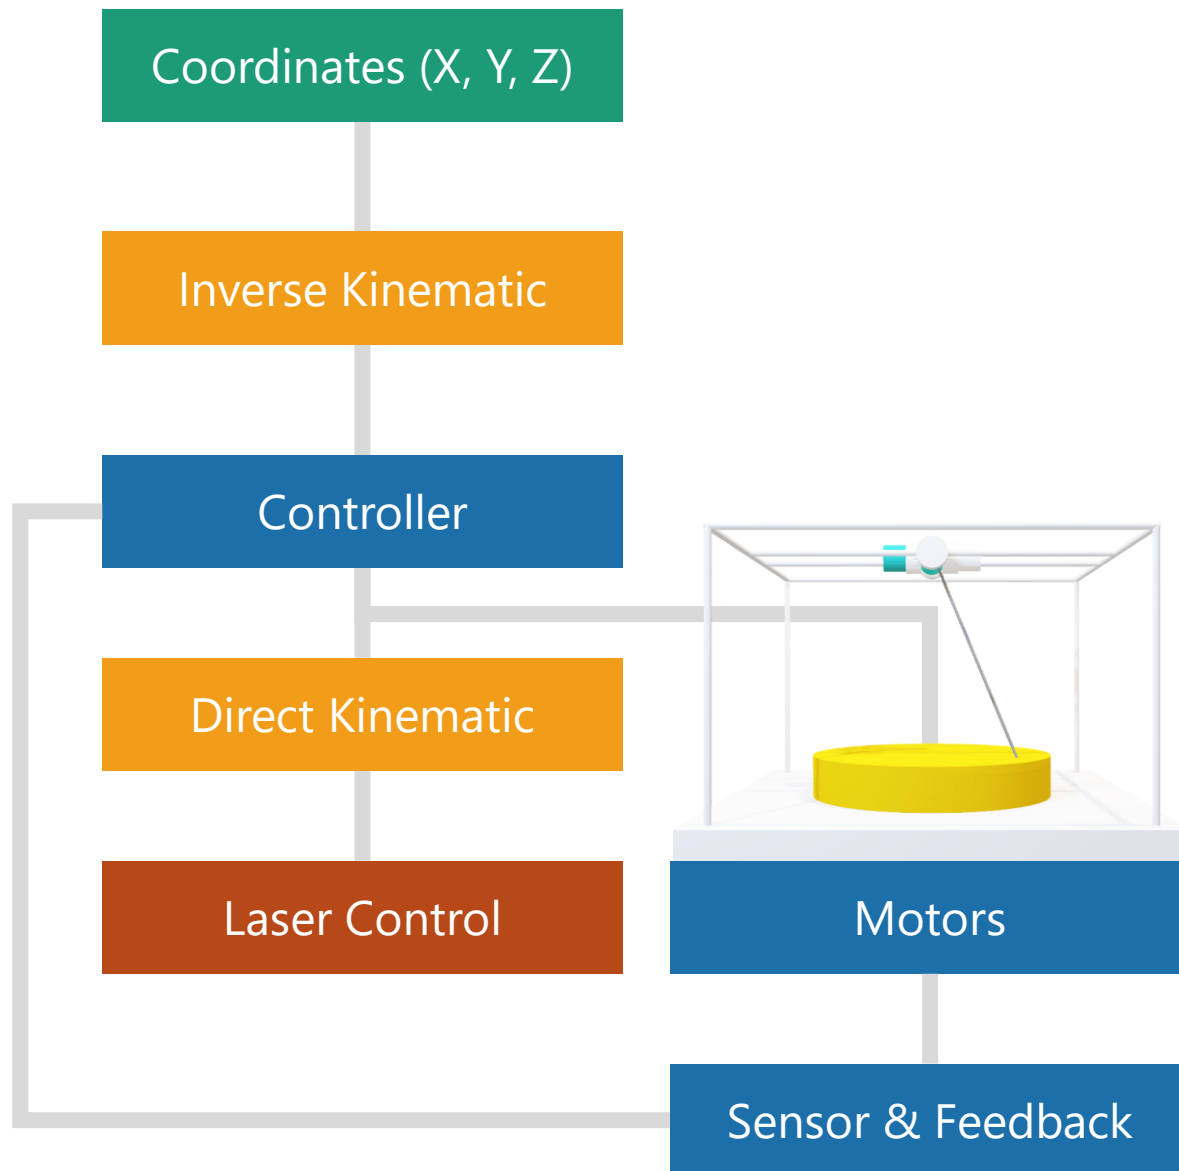 Coordinates (X, Y, Z)
Inverse Kinematic
Controller
Direct Kinematic
Laser Control
Motors
Sensor & Feedback